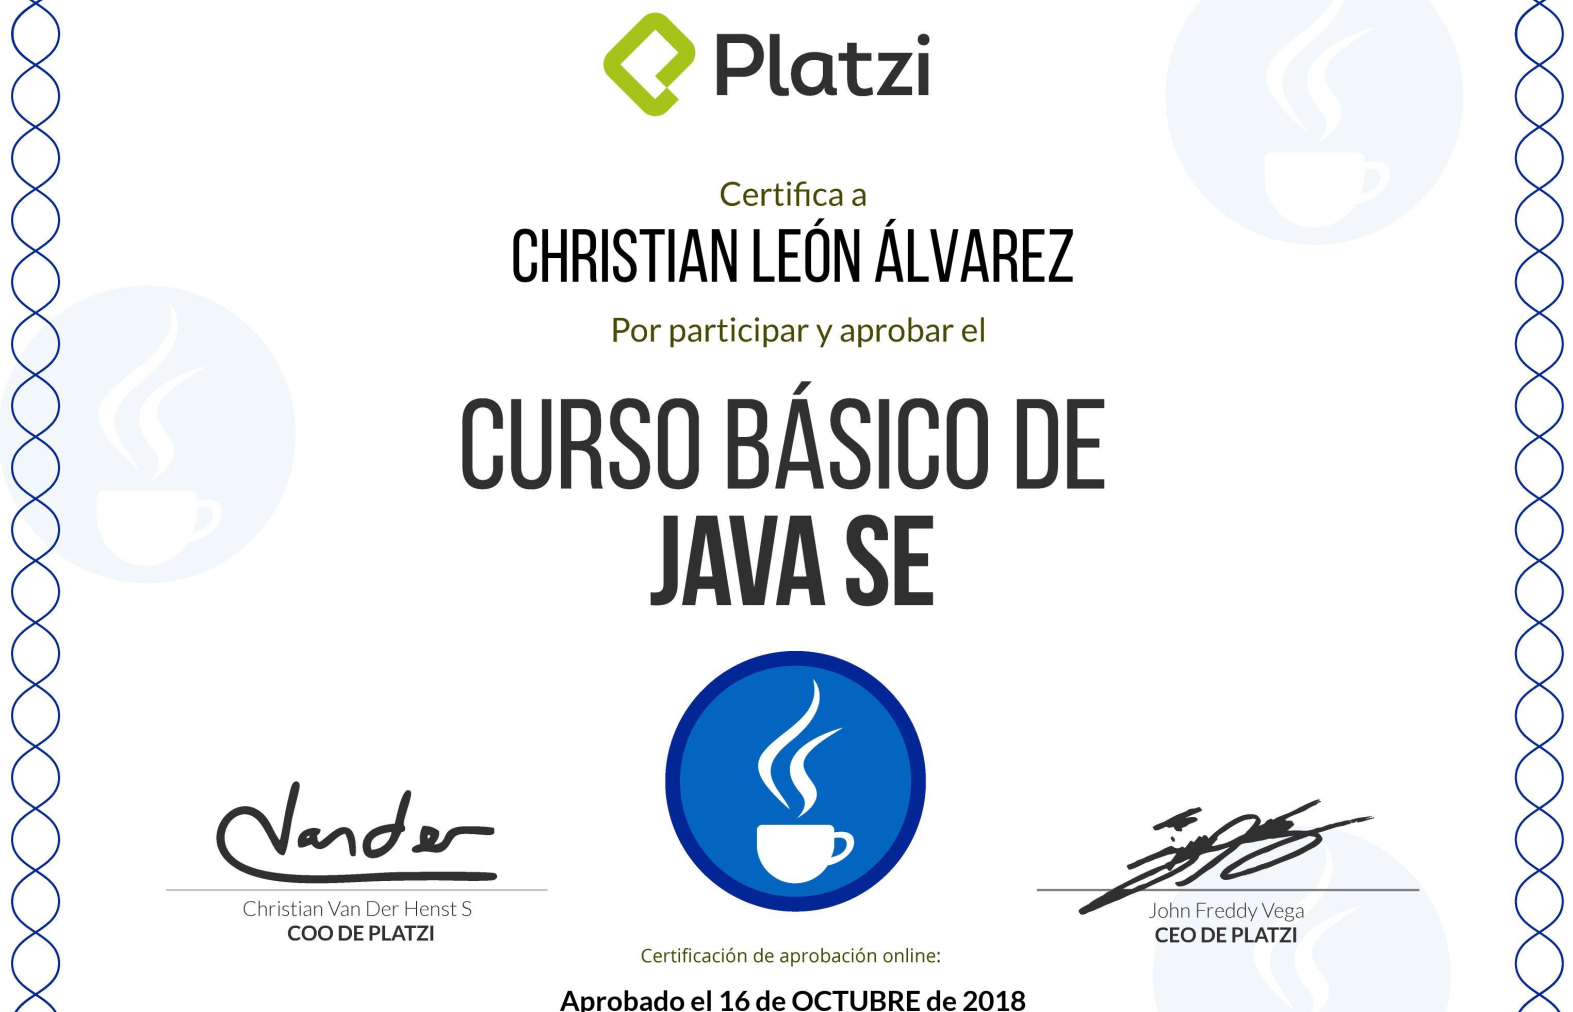 Platzi
Certifica a
CHRISTIAN LEÓN ÁLVAREZ
Por participar y aprobar el
CURSO BÁSICO DE
JAVA SE
Vander
Christian Van Der Henst S
COO DE PLATZI
John Freddy Vega
CEO DE PLATZI
Certificación de aprobación online:
Aprobado el 16 de OCTUBRE de 2018